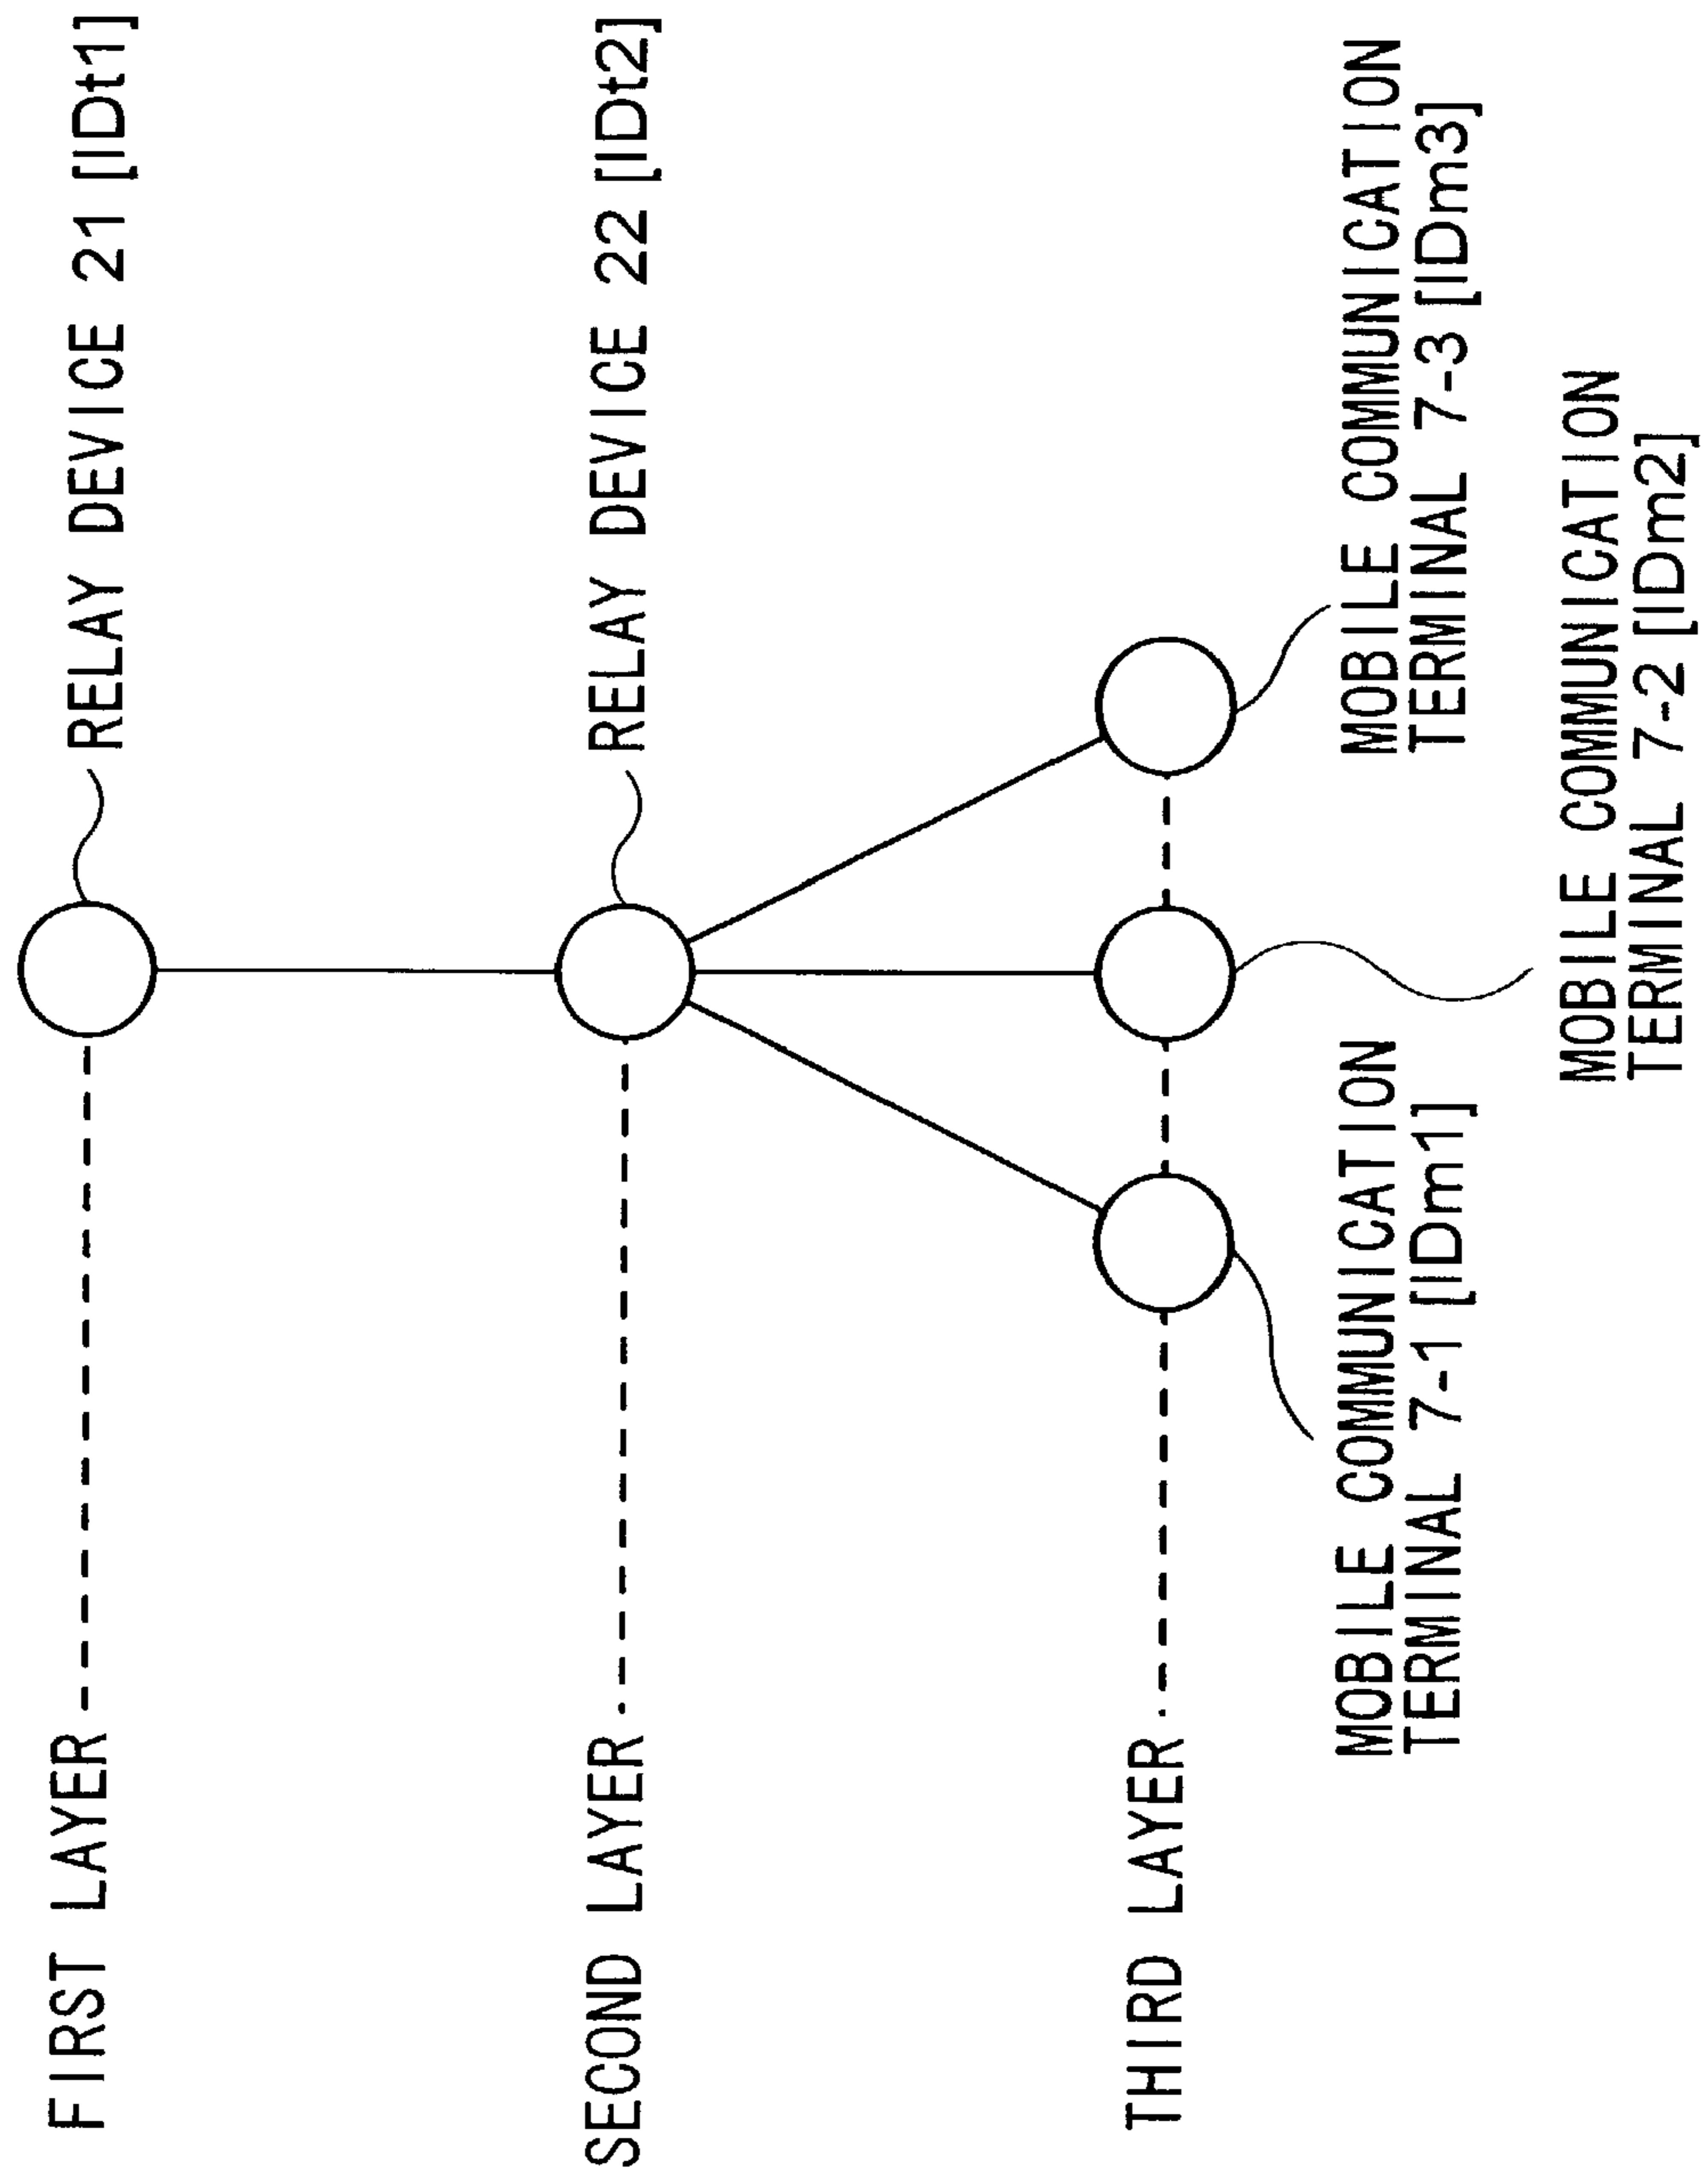 FIRST LAYER
RELAY DEVICE 21 [IDt1]
SECOND LAYER
RELAY DEVICE 22 [IDt2]
THIRD LAYER
MOBILE COMMUNICATION
TERMINAL 7-1 [IDm1]
MOBILE COMMUNICATION
TERMINAL 7-3 [IDm3]
MOBILE COMMUNICATION
TERMINAL 7-2 [IDm2]